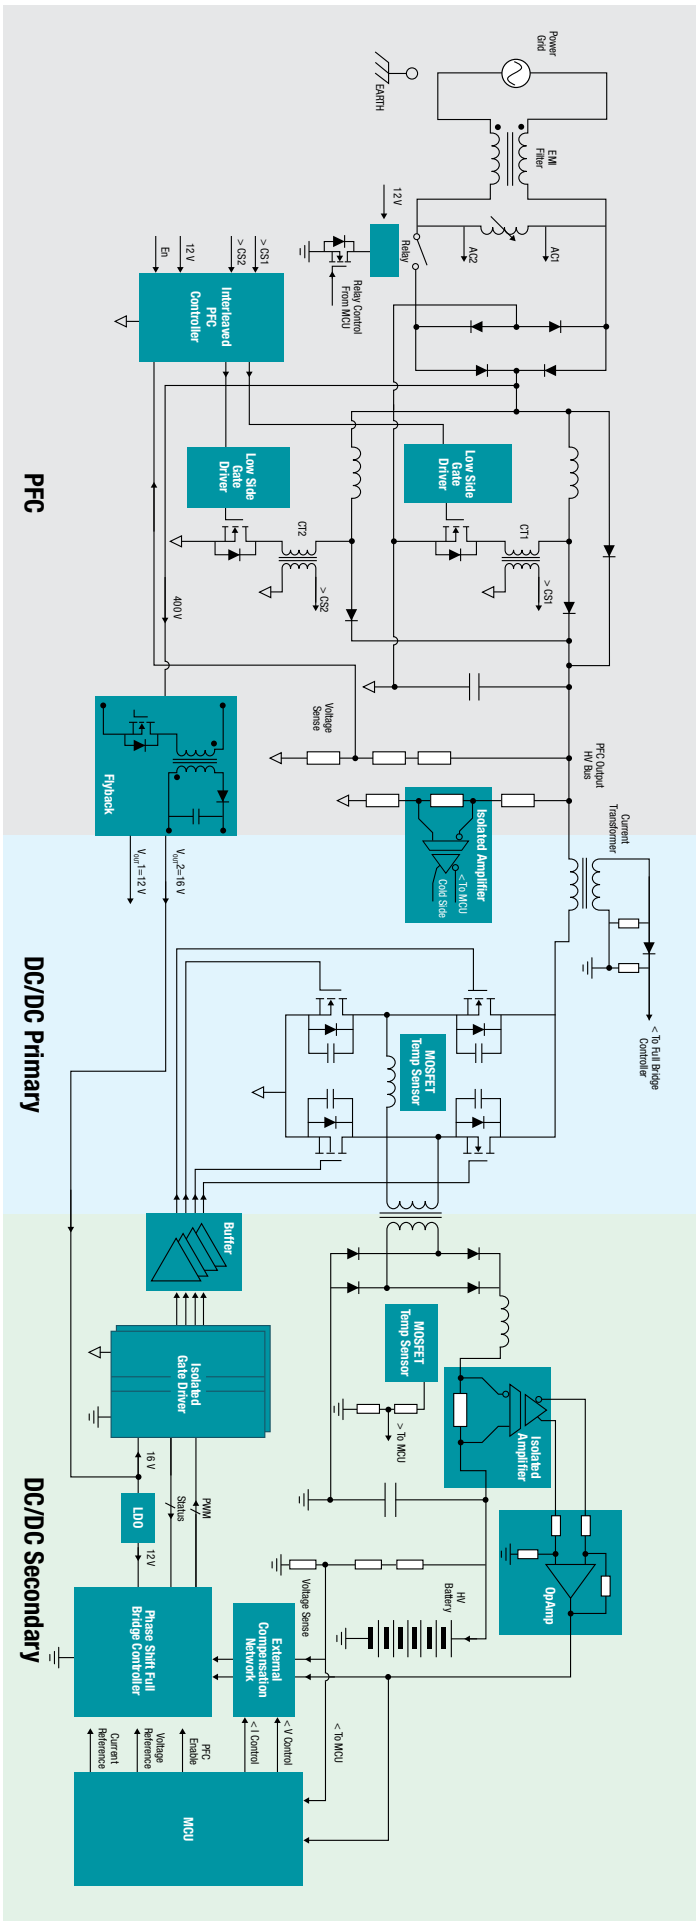 Power
Grid
EARTH
EMI
Filter
12 V
Relay
AC1
AC2
Relay Control
From MCU
> CS1
> CS2
12 V
En
Interleaved
PFC
Controller
Low Side
Gate
Driver
Low Side
Gate
Driver
CT1
> CS1
CT2
> CS2
400 V
Voltage
Sense
PFC Output
HV Bus
Flyback
Isolated Amplifier
< To MCU
Cold Side
PFC
Current
Transformer
< To Full Bridge
Controller
VOUT2=16 V
VOUT1=12 V
MOSFET
Temp Sensor
DC/DC Primary
Buffer
Isolated
Gate Driver
MOSFET
Temp Sensor
> To MCU
Isolated
Amplifier
OpAmp
16 V
Status
PWM
LDO
12 V
HV
Battery
Voltage Sense
External
Compensation
Network
Phase Shift Full
Bridge Controller
< To MCU
< V Control
< I Control
PFC
Enable
Voltage
Reference
Current
Reference
MCU
DC/DC Secondary